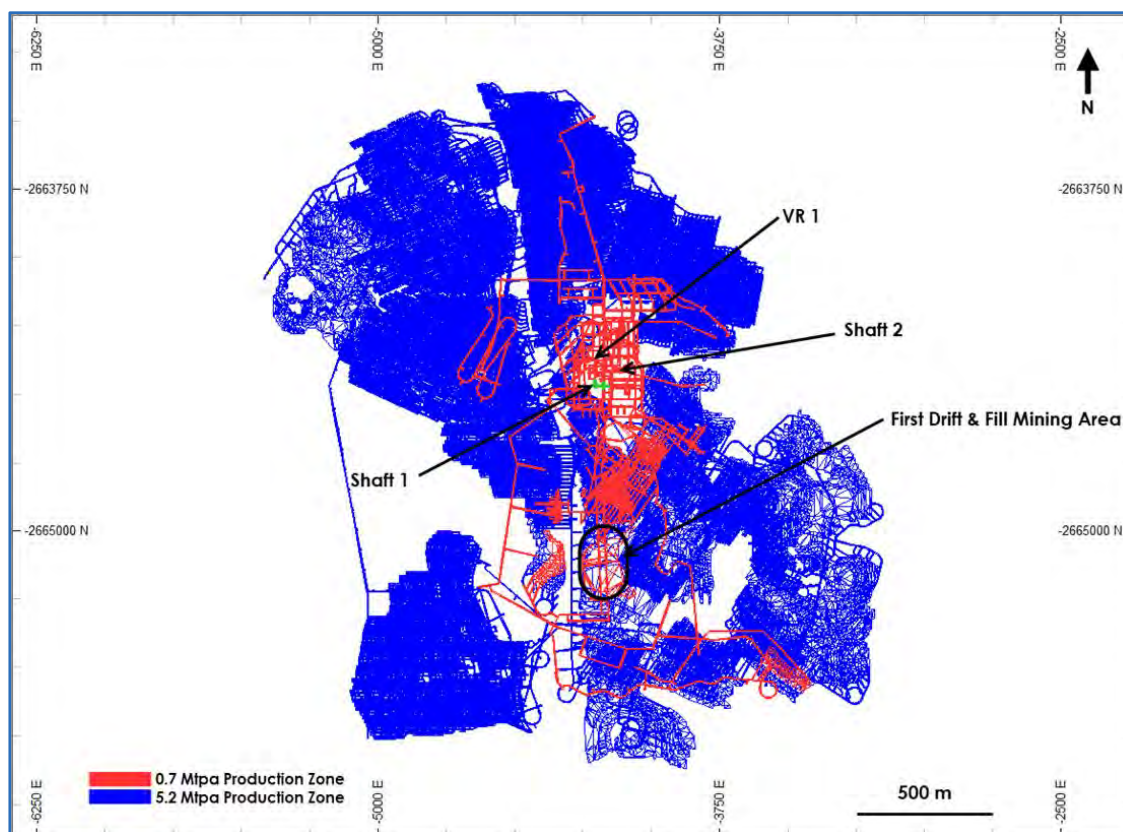 -6250 E
-5000 E
-3750 E
-2500 E
N
-2663750 N
-2663750 N
VR 1
Shaft 2
First Drift & Fill Mining Area
Shaft 1
-2665000 N
-2665000 N
0.7 Mtpa Production Zone
5.2 Mtpa Production Zone
500 m
-6250 E
-5000 E
-3750 E
-2500 E